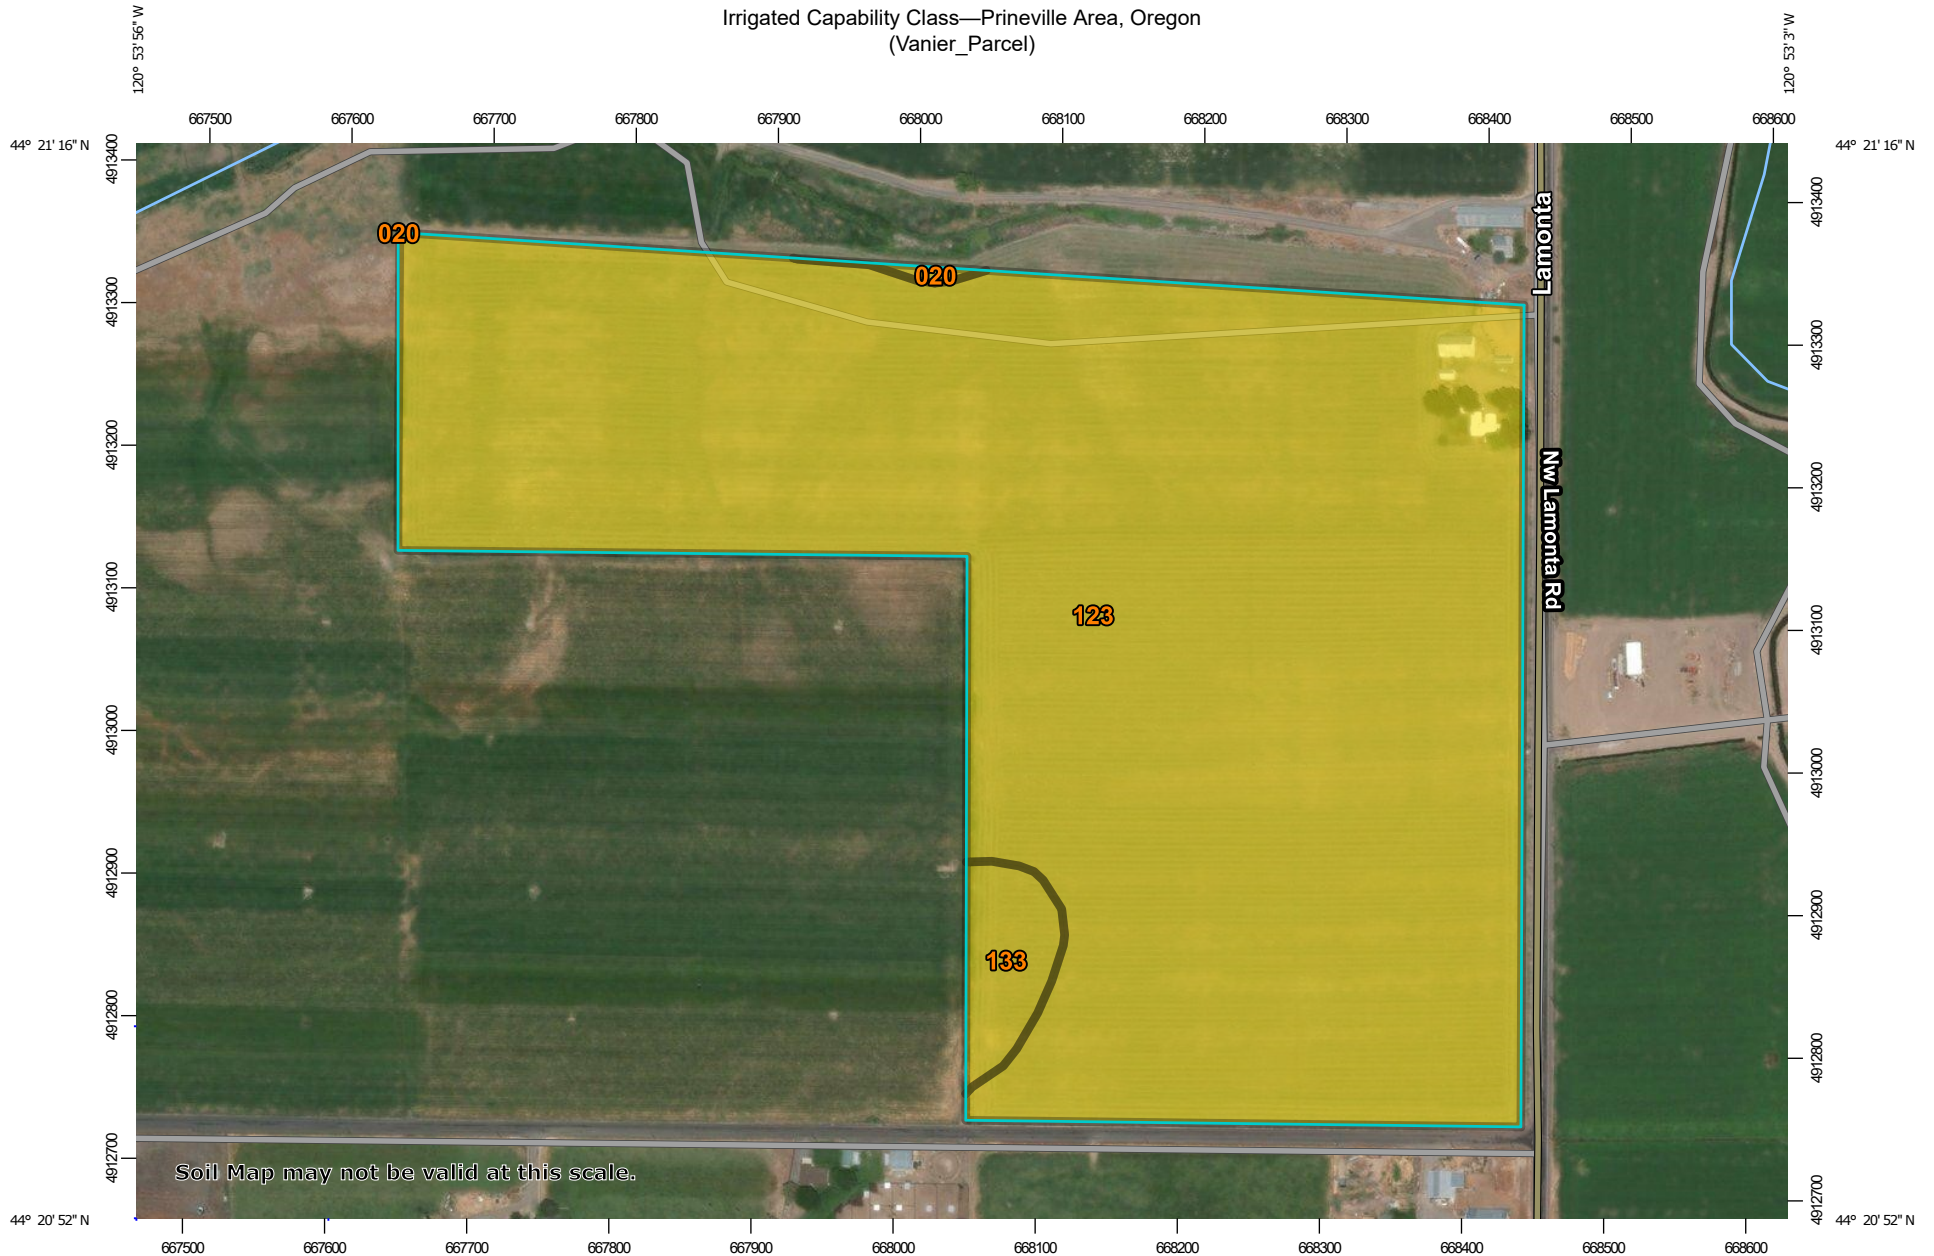 Irrigated Capability Class—Prineville Area, Oregon
(Vanier_Parcel)
120° 53' 56'' W
120° 53' 3'' W
667500 667600 667700 667800 667900 668000 668100 668200 668300 668400 668500 668600
44° 21' 16'' N
44° 21' 16'' N
4913400
4913300
4913200
4913100
4913000
4912900
4912800
4912700
020
020
123
133
Lamonta
Nw Lamonta Rd
4913400
4913300
4913200
4913100
4913000
4912900
4912800
4912700
Soil Map may not be valid at this scale.
44° 20' 52'' N
44° 20' 52'' N
667500 667600 667700 667800 667900 668000 668100 668200 668300 668400 668500 668600